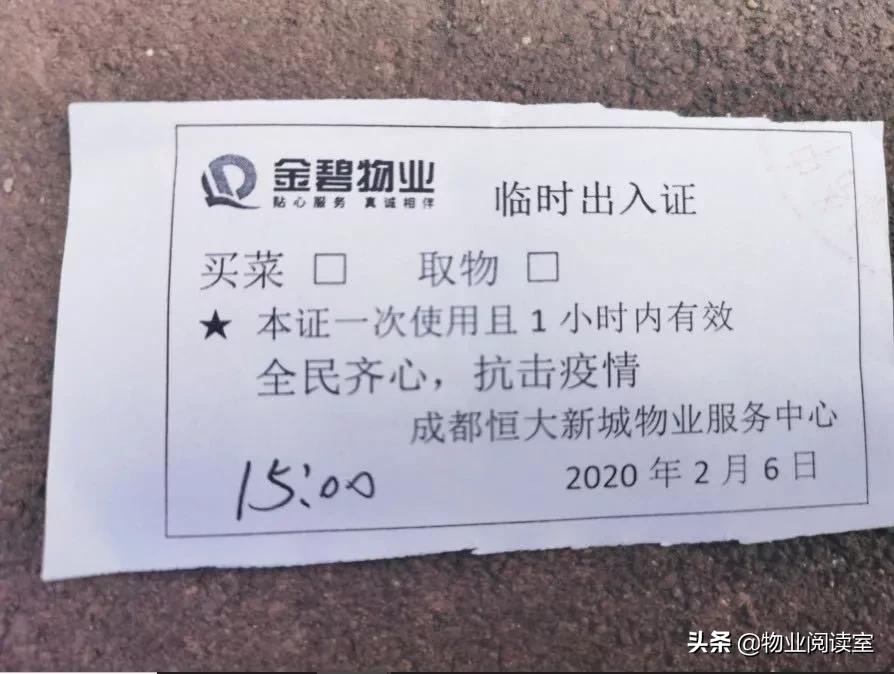 金碧物业 临时出入证
贴心服务 真诚相伴
买菜 □ 取物 □
★ 本证一次使用且1小时内有效
全民齐心，抗击疫情
成都恒大新城物业服务中心
15:00 2020年2月6日
头条 @物业阅读室